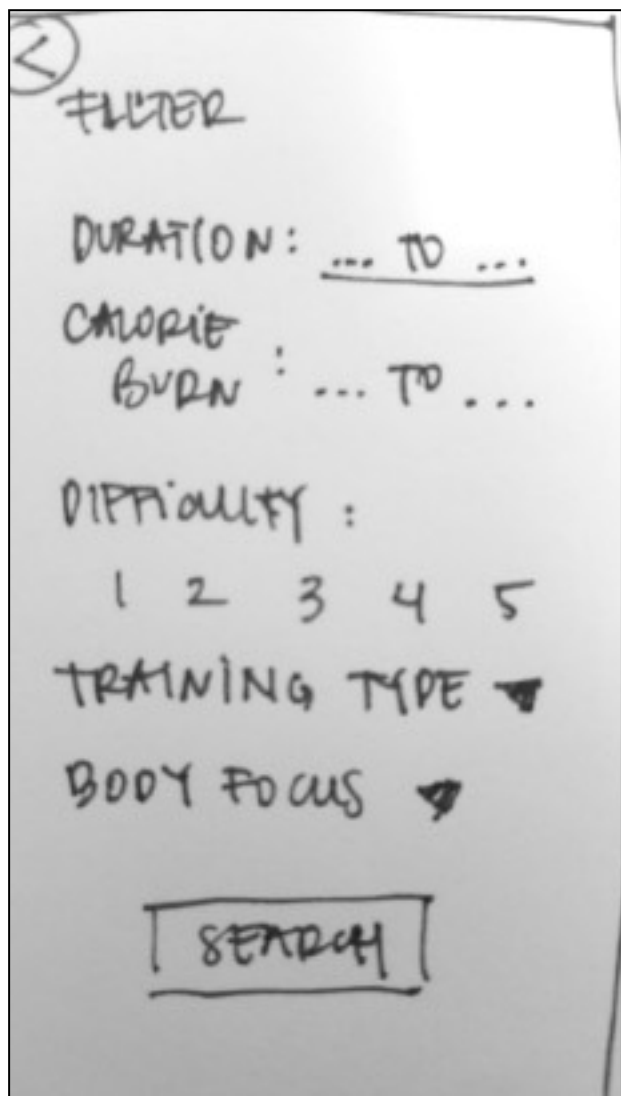 <
FILTER
DURATION: ... TO ...
CALORIE
BURN : ... TO ...
DIFFICULTY :
1 2 3 4 5
TRAINING TYPE ▼
BODY FOCUS ▼
SEARCH